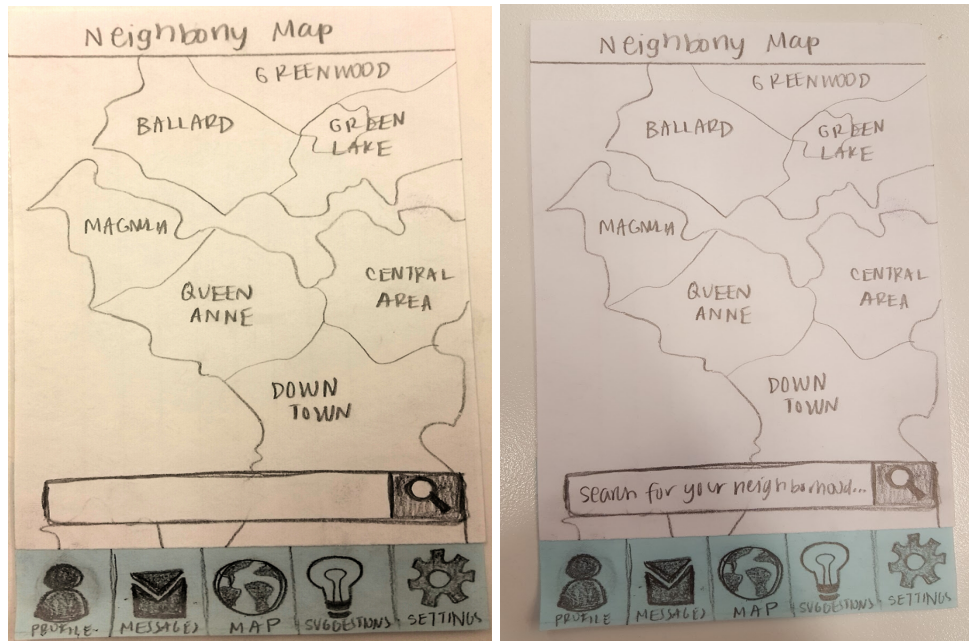 Neighbony Map
GREENWOOD
BALLARD
GREEN
LAKE
MAGNOLIA
QUEEN
ANNE
CENTRAL
AREA
DOWN
TOWN
PROFILE
MESSAGES
MAP
SUGGESTIONS
SETTINGS
Neighbony Map
GREENWOOD
BALLARD
GREEN
LAKE
MAGNOLIA
QUEEN
ANNE
CENTRAL
AREA
DOWN
TOWN
search for your neighborhood...
PROFILE
MESSAGES
MAP
SUGGESTIONS
SETTINGS